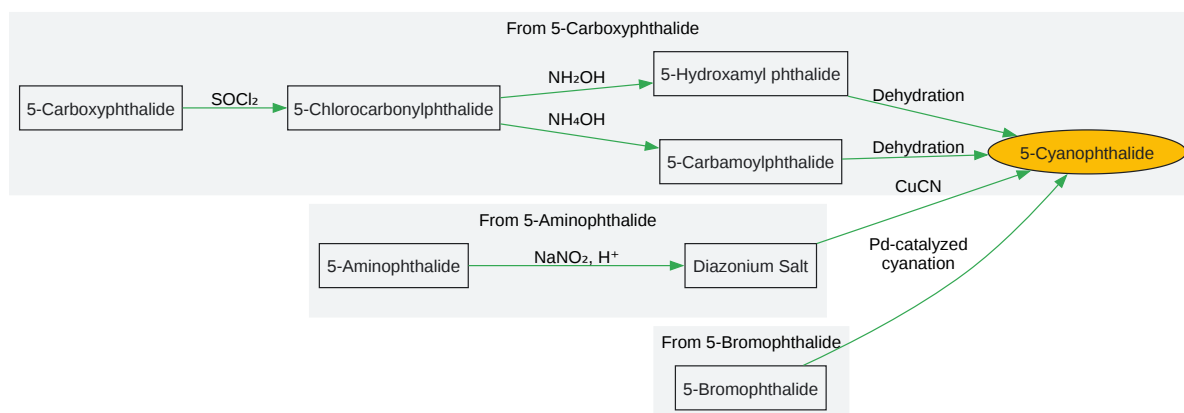 From 5-Carboxyphthalide
5-Carboxyphthalide
SOCl₂
5-Chlorocarbonylphthalide
NH₂OH
5-Hydroxamyl phthalide
Dehydration
NH₄OH
5-Carbamoylphthalide
Dehydration
5-Cyanophthalide
CuCN
From 5-Aminophthalide
5-Aminophthalide
NaNO₂, H⁺
Diazonium Salt
Pd-catalyzed
cyanation
From 5-Bromophthalide
5-Bromophthalide